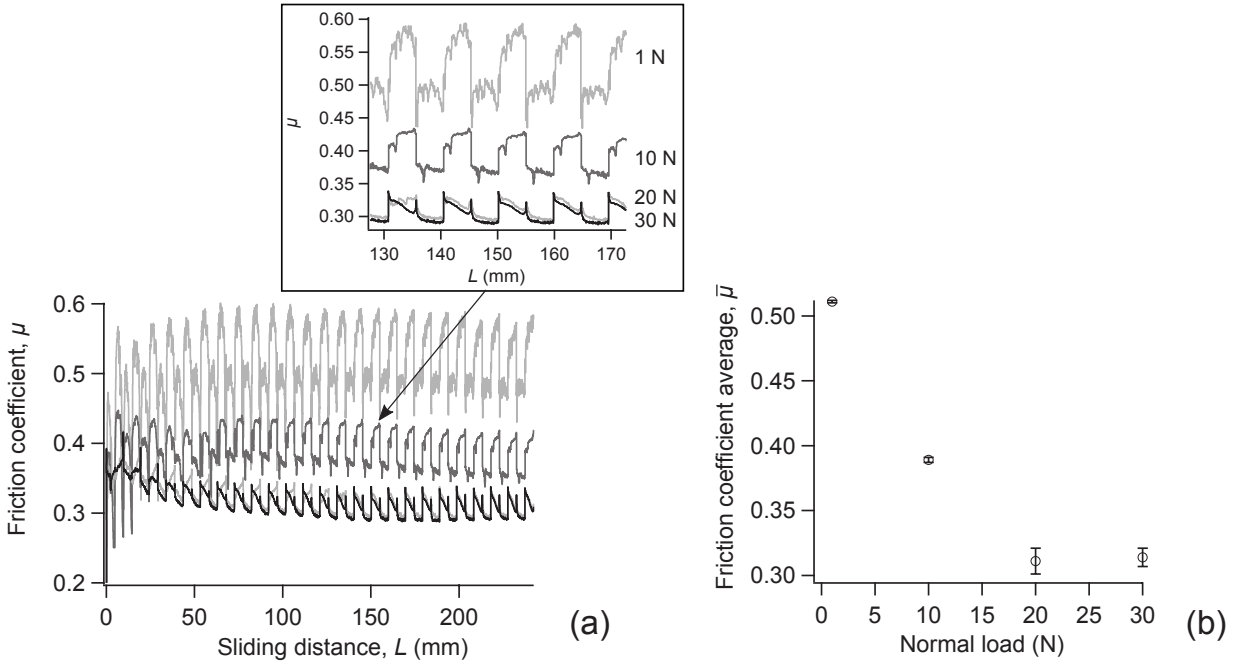 0.60
0.55
0.50
0.45
0.40
0.35
0.30
μ
1 N
10 N
20 N
30 N
130 140 150 160 170
L (mm)
0.6
0.5
0.4
0.3
0.2
Friction coefficient, μ
0 50 100 150 200
Sliding distance, L (mm)
(a)
0.50
0.45
0.40
0.35
0.30
Friction coefficient average, μ̅
0 5 10 15 20 25 30
Normal load (N)
(b)